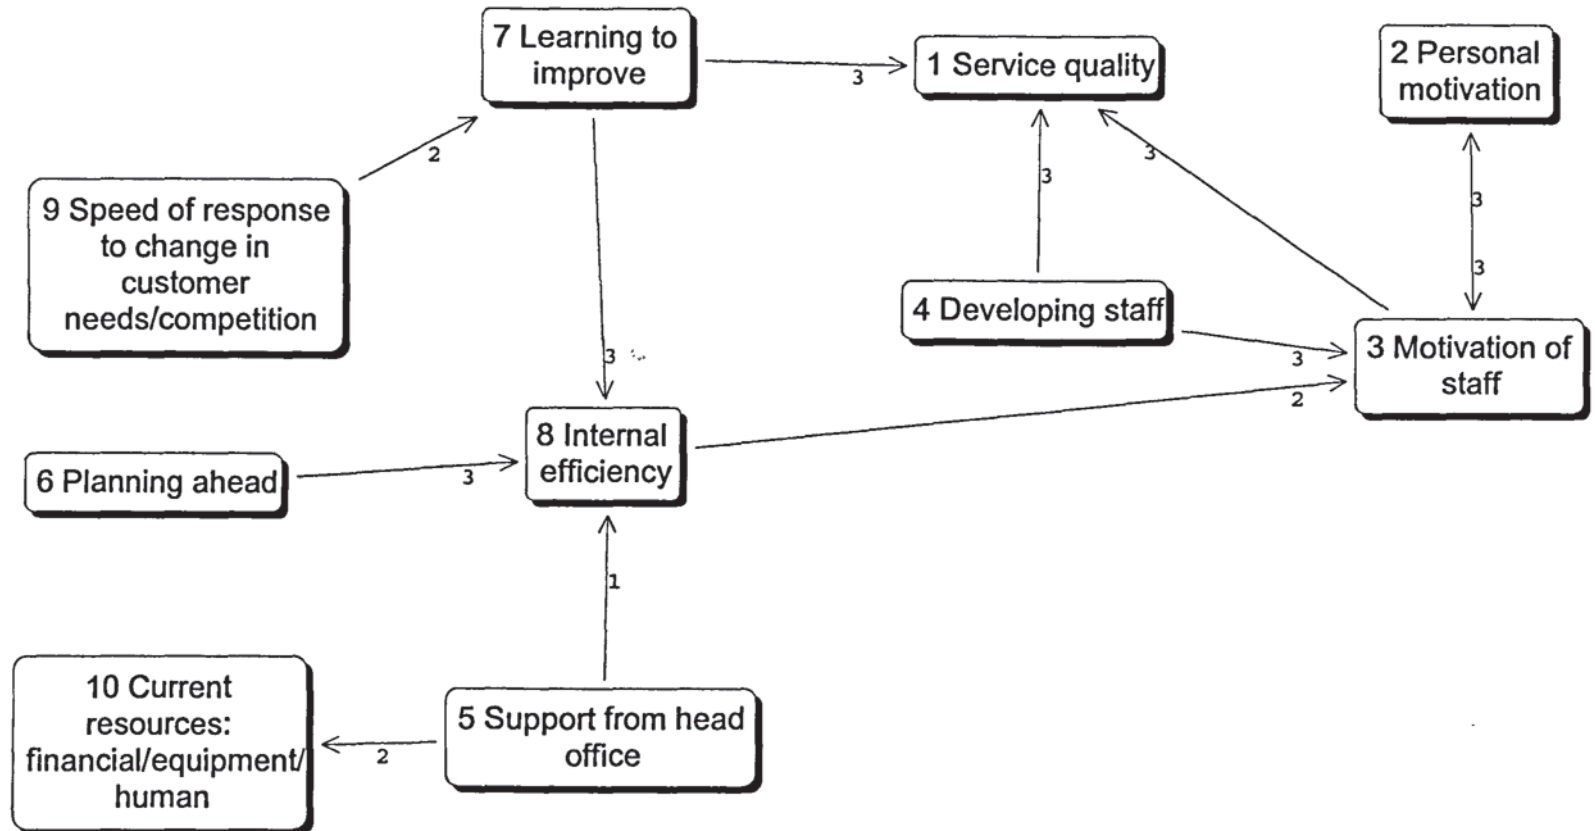 7 Learning to
improve
1 Service quality
2 Personal
motivation
3
2
3
3
3
9 Speed of response
to change in
customer
needs/competition
3
4 Developing staff
3
3
3 Motivation of
staff
3
2
8 Internal
efficiency
6 Planning ahead
3
1
10 Current
resources:
financial/equipment/
human
2
5 Support from head
office